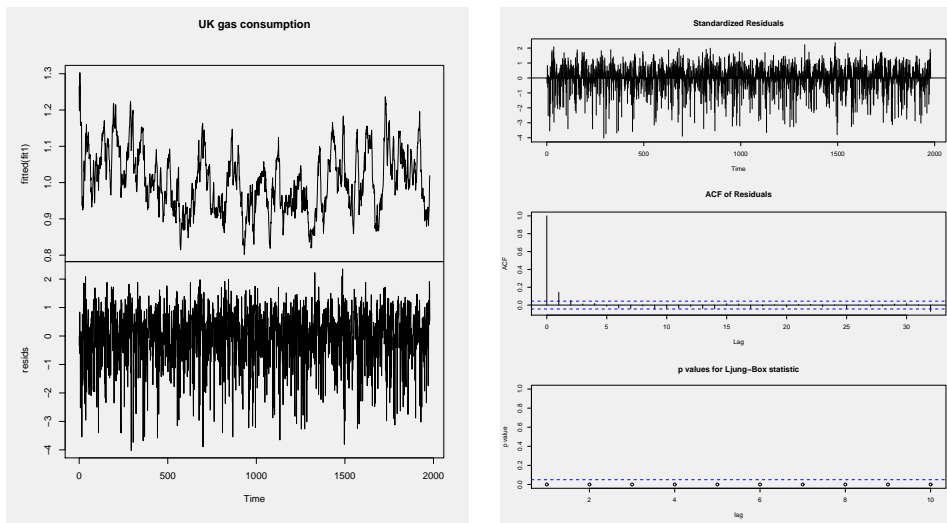 UK gas consumption
fitted(fit1)
0.8 0.9 1.0 1.1 1.2 1.3
resids
−4 −3 −2 −1 0 1 2
0 500 1000 1500 2000
Time
Standardized Residuals
−4 −3 −2 −1 0 1 2
0 500 1000 1500 2000
Time
ACF of Residuals
ACF
0.0 0.2 0.4 0.6 0.8 1.0
0 5 10 15 20 25 30
Lag
p values for Ljung−Box statistic
p value
0.0 0.2 0.4 0.6 0.8 1.0
2 4 6 8 10
lag